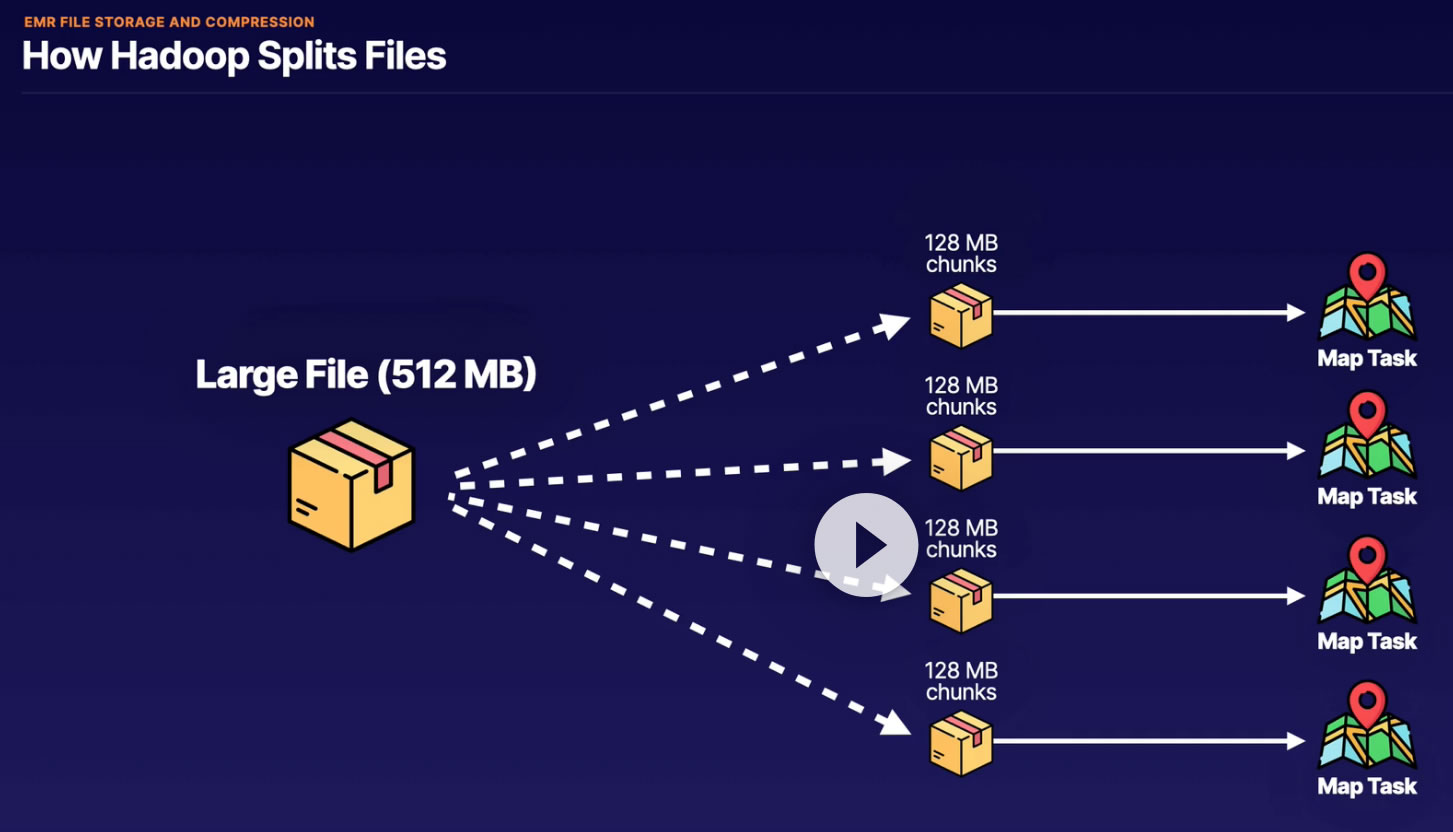 EMR FILE STORAGE AND COMPRESSION
How Hadoop Splits Files
Large File (512 MB)
128 MB
chunks
Map Task
128 MB
chunks
Map Task
128 MB
chunks
Map Task
128 MB
chunks
Map Task